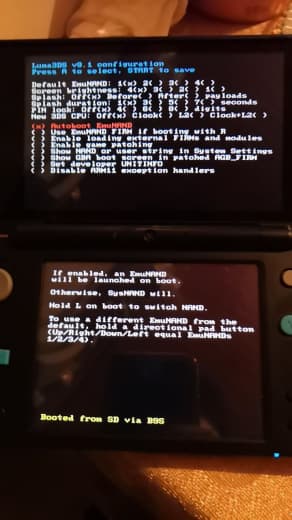 Luma3DS v9.1 configuration
Press A to select, START to save
Default EmuNAND: 1(x) 2( ) 3( ) 4( )
Screen brightness: 4(x) 3( ) 2( ) 1( )
Splash: Off(x) Before( ) After( ) payloads
Splash duration: 1(x) 3( ) 5( ) 7( ) seconds
PIN lock: Off(x) 4( ) 6( ) 8( ) digits
New 3DS CPU: Off(x) Clock( ) L2( ) Clock+L2( )
(x) Autoboot EmuNAND
( ) Use EmuNAND FIRM if booting with R
( ) Enable loading external FIRMs and modules
( ) Enable game patching
( ) Show NAND or user string in System Settings
( ) Show GBA boot screen in patched AGB_FIRM
( ) Set developer UNITINFO
( ) Disable ARM11 exception handlers
If enabled, an EmuNAND
will be launched on boot.
Otherwise, SysNAND will.
Hold L on boot to switch NAND.
To use a different EmuNAND from the
default, hold a directional pad button
(Up/Right/Down/Left equal EmuNANDs
1/2/3/4).
Booted from SD via B9S